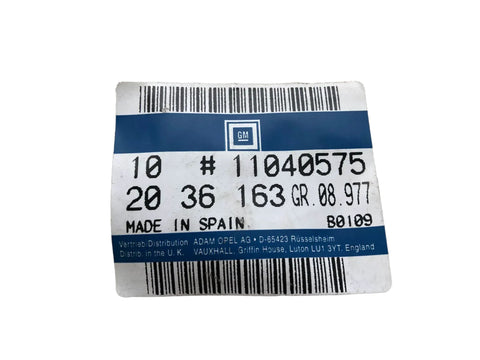 GM
10 # 11040575
20 36 163 GR.08.977
MADE IN SPAIN B0109
Vertrieb·Distribution ADAM OPEL AG • D-65423 Rüsselsheim
Distrib. in the U.K. VAUXHALL, Griffin House, Luton LU1 3YT. England